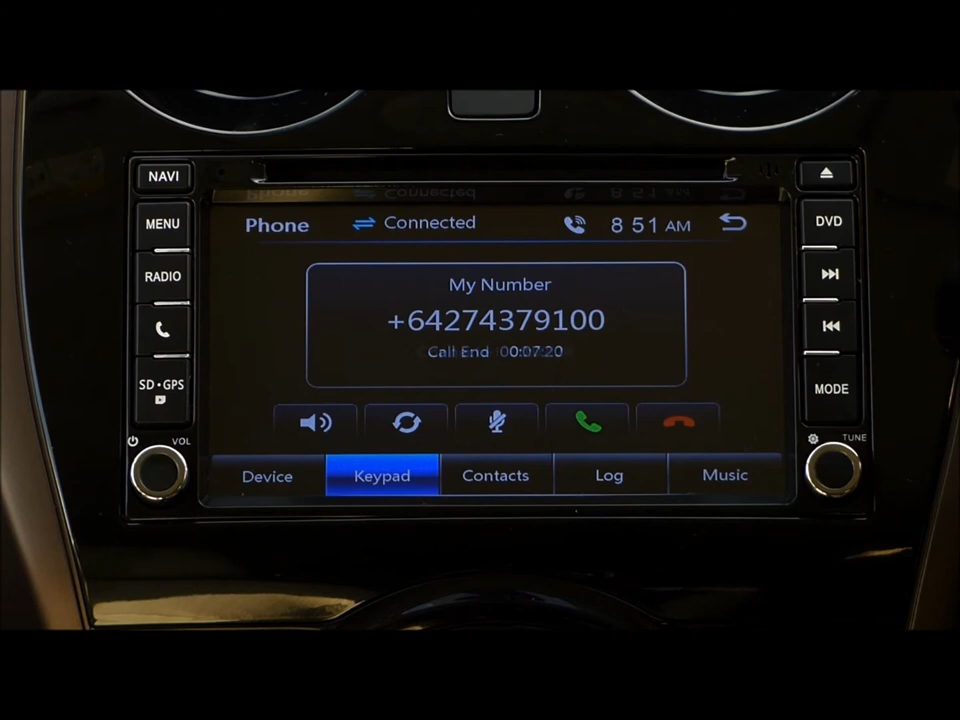 NAVI
MENU
RADIO
SD•GPS
VOL
Phone
Connected
8 51 AM
My Number
+64274379100
Call End 00:07:20
Device
Keypad
Contacts
Log
Music
DVD
MODE
TUNE